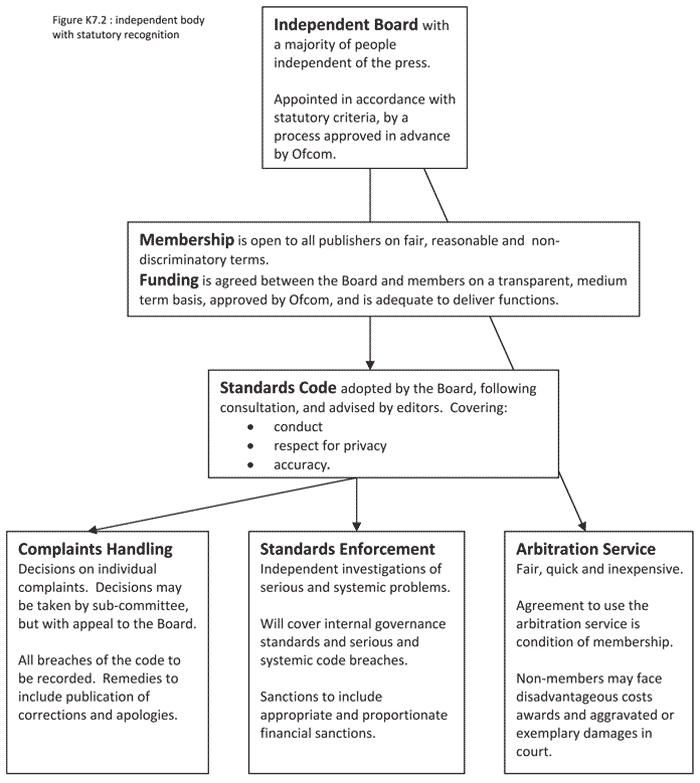 Figure K7.2 : independent body
with statutory recognition
Independent Board with
a majority of people
independent of the press.
Appointed in accordance with
statutory criteria, by a
process approved in advance
by Ofcom.
Membership is open to all publishers on fair, reasonable and non-
discriminatory terms.
Funding is agreed between the Board and members on a transparent, medium
term basis, approved by Ofcom, and is adequate to deliver functions.
Standards Code adopted by the Board, following
consultation, and advised by editors. Covering:
• conduct
• respect for privacy
• accuracy.
Complaints Handling
Decisions on individual
complaints. Decisions may
be taken by sub-committee,
but with appeal to the Board.
All breaches of the code to
be recorded. Remedies to
include publication of
corrections and apologies.
Standards Enforcement
Independent investigations of
serious and systemic problems.
Will cover internal governance
standards and serious and
systemic code breaches.
Sanctions to include
appropriate and proportionate
financial sanctions.
Arbitration Service
Fair, quick and inexpensive.
Agreement to use the
arbitration service is
condition of membership.
Non-members may face
disadvantageous costs
awards and aggravated or
exemplary damages in
court.